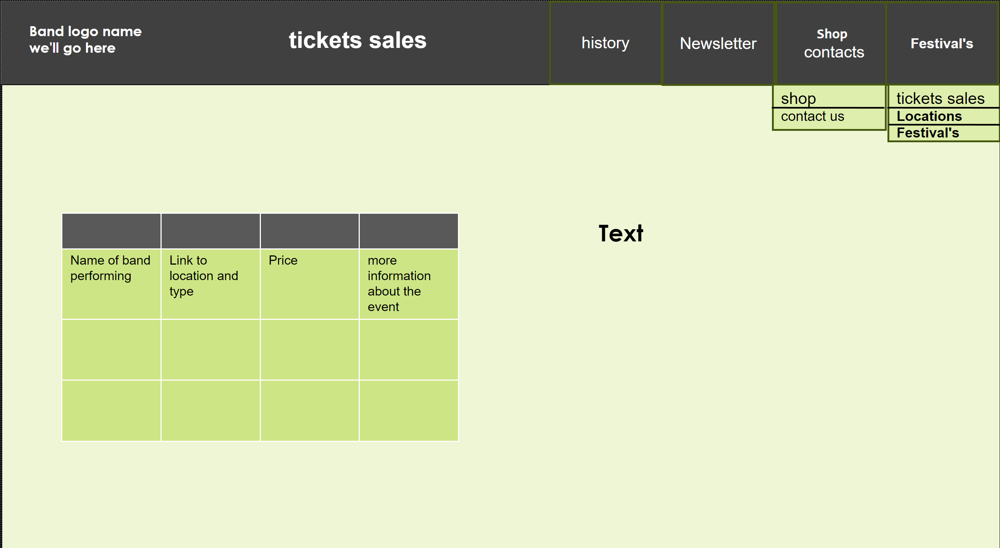 Band logo name
we'll go here
tickets sales
history
Newsletter
Shop
contacts
Festival's
shop
contact us
tickets sales
Locations
Festival's
Name of band
performing
Link to
location and
type
Price
more
information
about the
event
Text